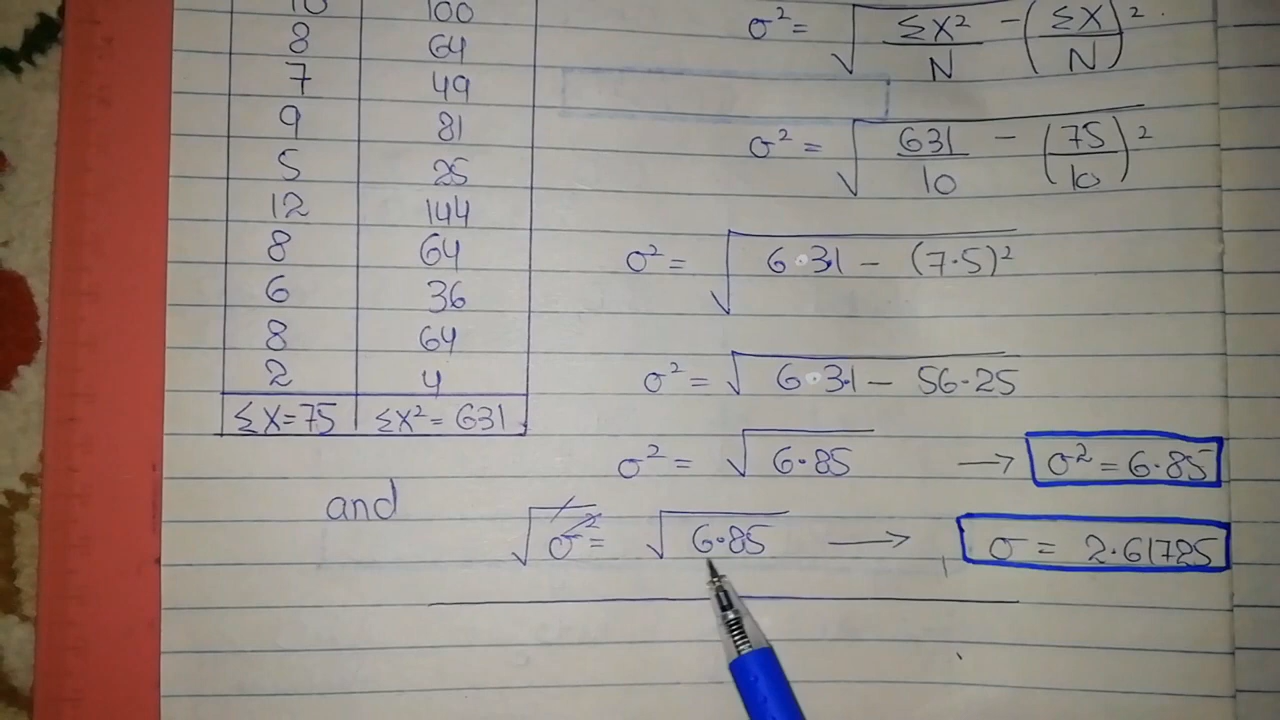 10 100
8 64
7 49
9 81
5 25
12 144
8 64
6 36
8 64
2 4
ΣX=75 ΣX²=631
σ² = √ΣX²/N − (ΣX/N)²
σ² = √631/10 − (75/10)²
σ² = √6·31 − (7·5)²
σ² = √6·31 − 56·25
σ² = √6·85 → σ² = 6·85
and
√σ² = √6·85 → σ = 2·61725